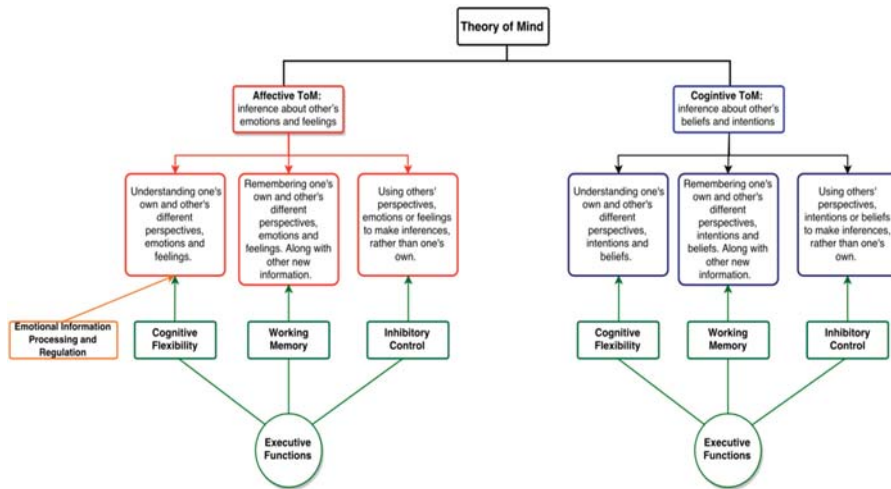 Theory of Mind
Affective ToM:
inference about other's
emotions and feelings
Cogintive ToM:
inference about other's
beliefs and intentions
Understanding one's
own and other's
different
perspectives,
emotions and
feelings.
Remembering one's
own and other's
different
perspectives,
emotions and
feelings. Along with
other new
information.
Using others'
perspectives,
emotions or feelings
to make inferences,
rather than one's
own.
Understanding one's
own and other's
different
perspectives,
intentions and
beliefs.
Remembering one's
own and other's
different
perspectives,
intentions and
beliefs. Along with
other new
information.
Using others'
perspectives,
intentions or beliefs
to make inferences,
rather than one's
own.
Emotional Information
Processing and
Regulation
Cognitive
Flexibility
Working
Memory
Inhibitory
Control
Cognitive
Flexibility
Working
Memory
Inhibitory
Control
Executive
Functions
Executive
Functions